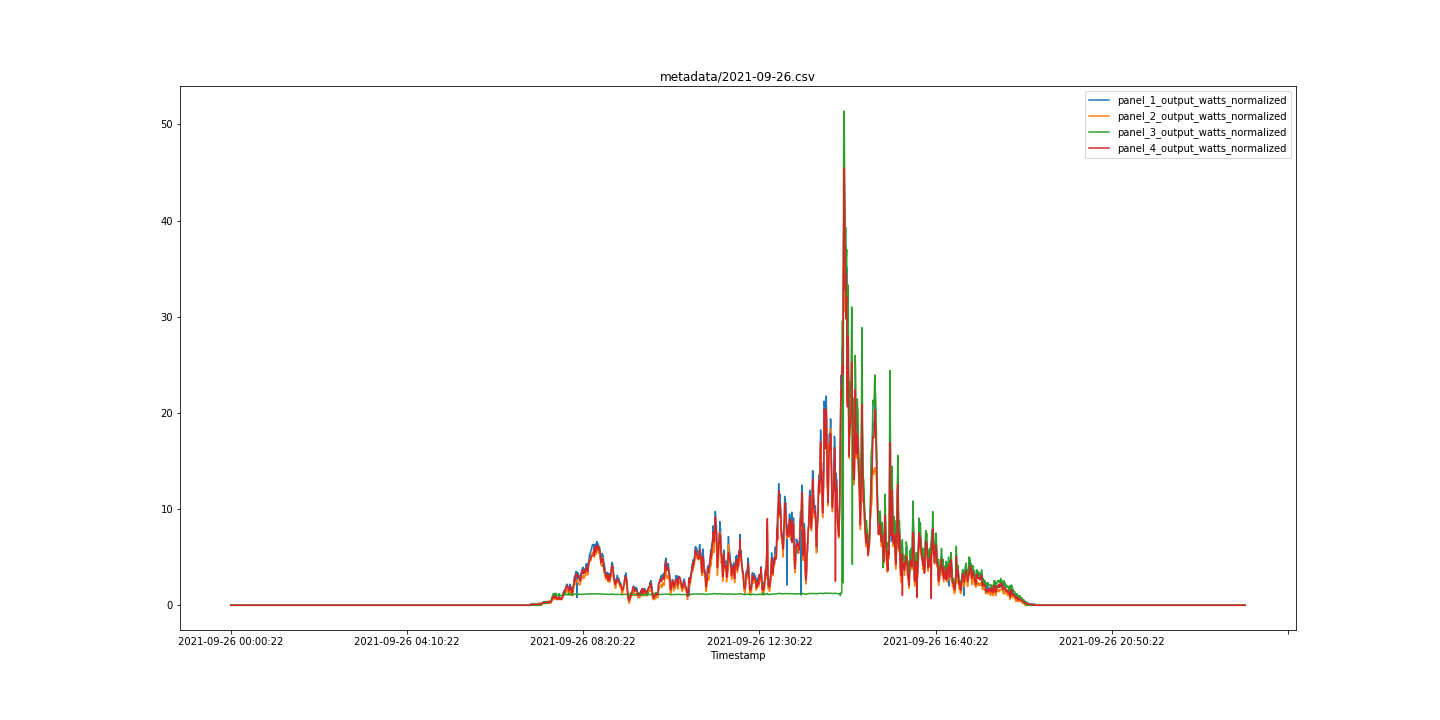 metadata/2021-09-26.csv
panel_1_output_watts_normalized
panel_2_output_watts_normalized
panel_3_output_watts_normalized
panel_4_output_watts_normalized
50
40
30
20
10
0
2021-09-26 00:00:22 2021-09-26 04:10:22 2021-09-26 08:20:22 2021-09-26 12:30:22 2021-09-26 16:40:22 2021-09-26 20:50:22
Timestamp